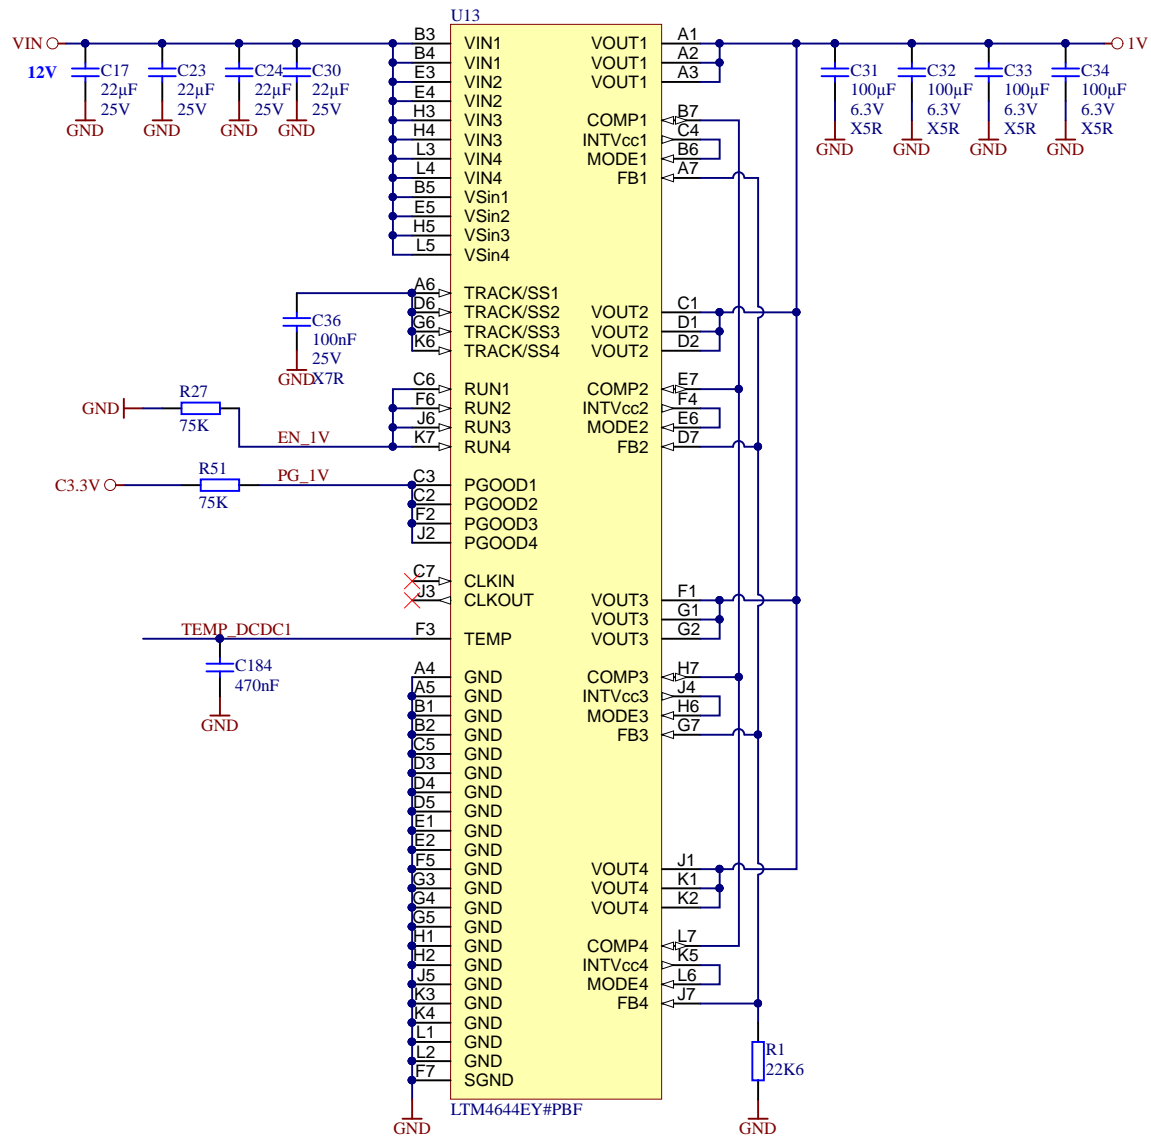 U13
VIN
12V
C17
22µF
25V
GND
C23
22µF
25V
GND
C24
22µF
25V
GND
C30
22µF
25V
GND
B3 VIN1
B4 VIN1
E3 VIN2
E4 VIN2
H3 VIN3
H4 VIN3
L3 VIN4
L4 VIN4
B5 VSin1
E5 VSin2
H5 VSin3
L5 VSin4
A6 TRACK/SS1
D6 TRACK/SS2
G6 TRACK/SS3
K6 TRACK/SS4
C36
100nF
25V
X7R
GND
C6 RUN1
F6 RUN2
J6 RUN3
K7 RUN4
GND
R27
75K
EN_1V
C3.3V
R51
75K
PG_1V
C3 PGOOD1
C2 PGOOD2
F2 PGOOD3
J2 PGOOD4
C7 CLKIN
J3 CLKOUT
TEMP_DCDC1
F3 TEMP
C184
470nF
GND
A4 GND
A5 GND
B1 GND
B2 GND
C5 GND
D3 GND
D4 GND
D5 GND
E1 GND
E2 GND
F5 GND
G3 GND
G4 GND
G5 GND
H1 GND
H2 GND
J5 GND
K3 GND
K4 GND
L1 GND
L2 GND
F7 SGND
GND
LTM4644EY#PBF
VOUT1 A1
VOUT1 A2
VOUT1 A3
COMP1 B7
INTVcc1 C4
MODE1 B6
FB1 A7
VOUT2 C1
VOUT2 D1
VOUT2 D2
COMP2 E7
INTVcc2 F4
MODE2 E6
FB2 D7
VOUT3 F1
VOUT3 G1
VOUT3 G2
COMP3 H7
INTVcc3 J4
MODE3 H6
FB3 G7
VOUT4 J1
VOUT4 K1
VOUT4 K2
COMP4 L7
INTVcc4 K5
MODE4 L6
FB4 J7
1V
C31
100µF
6.3V
X5R
GND
C32
100µF
6.3V
X5R
GND
C33
100µF
6.3V
X5R
GND
C34
100µF
6.3V
X5R
GND
R1
22K6
GND